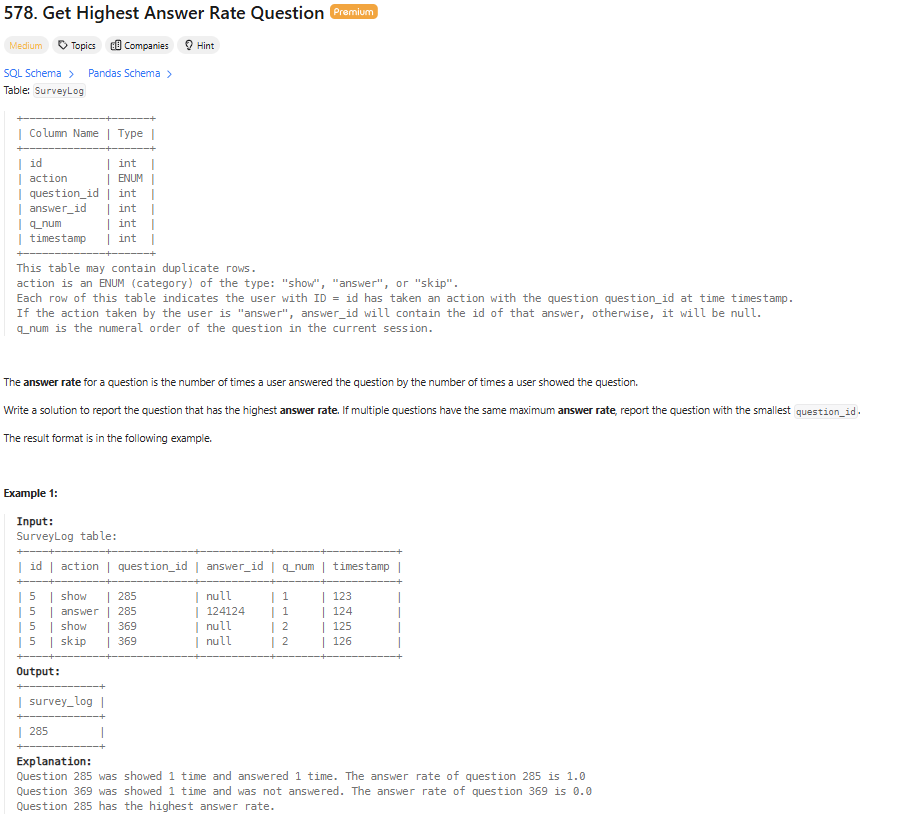 578. Get Highest Answer Rate Question Premium
Medium Topics Companies Hint
SQL Schema > Pandas Schema >
Table: SurveyLog
+-------------+------+
| Column Name | Type |
+-------------+------+
| id          | int  |
| action      | ENUM |
| question_id | int  |
| answer_id   | int  |
| q_num       | int  |
| timestamp   | int  |
+-------------+------+
This table may contain duplicate rows.
action is an ENUM (category) of the type: "show", "answer", or "skip".
Each row of this table indicates the user with ID = id has taken an action with the question question_id at time timestamp.
If the action taken by the user is "answer", answer_id will contain the id of that answer, otherwise, it will be null.
q_num is the numeral order of the question in the current session.
The answer rate for a question is the number of times a user answered the question by the number of times a user showed the question.
Write a solution to report the question that has the highest answer rate. If multiple questions have the same maximum answer rate, report the question with the smallest question_id.
The result format is in the following example.
Example 1:
Input:
SurveyLog table:
+----+--------+-------------+-----------+-------+-----------+
| id | action | question_id | answer_id | q_num | timestamp |
+----+--------+-------------+-----------+-------+-----------+
| 5  | show   | 285         | null      | 1     | 123       |
| 5  | answer | 285         | 124124    | 1     | 124       |
| 5  | show   | 369         | null      | 2     | 125       |
| 5  | skip   | 369         | null      | 2     | 126       |
+----+--------+-------------+-----------+-------+-----------+
Output:
+------------+
| survey_log |
+------------+
| 285        |
+------------+
Explanation:
Question 285 was showed 1 time and answered 1 time. The answer rate of question 285 is 1.0
Question 369 was showed 1 time and was not answered. The answer rate of question 369 is 0.0
Question 285 has the highest answer rate.